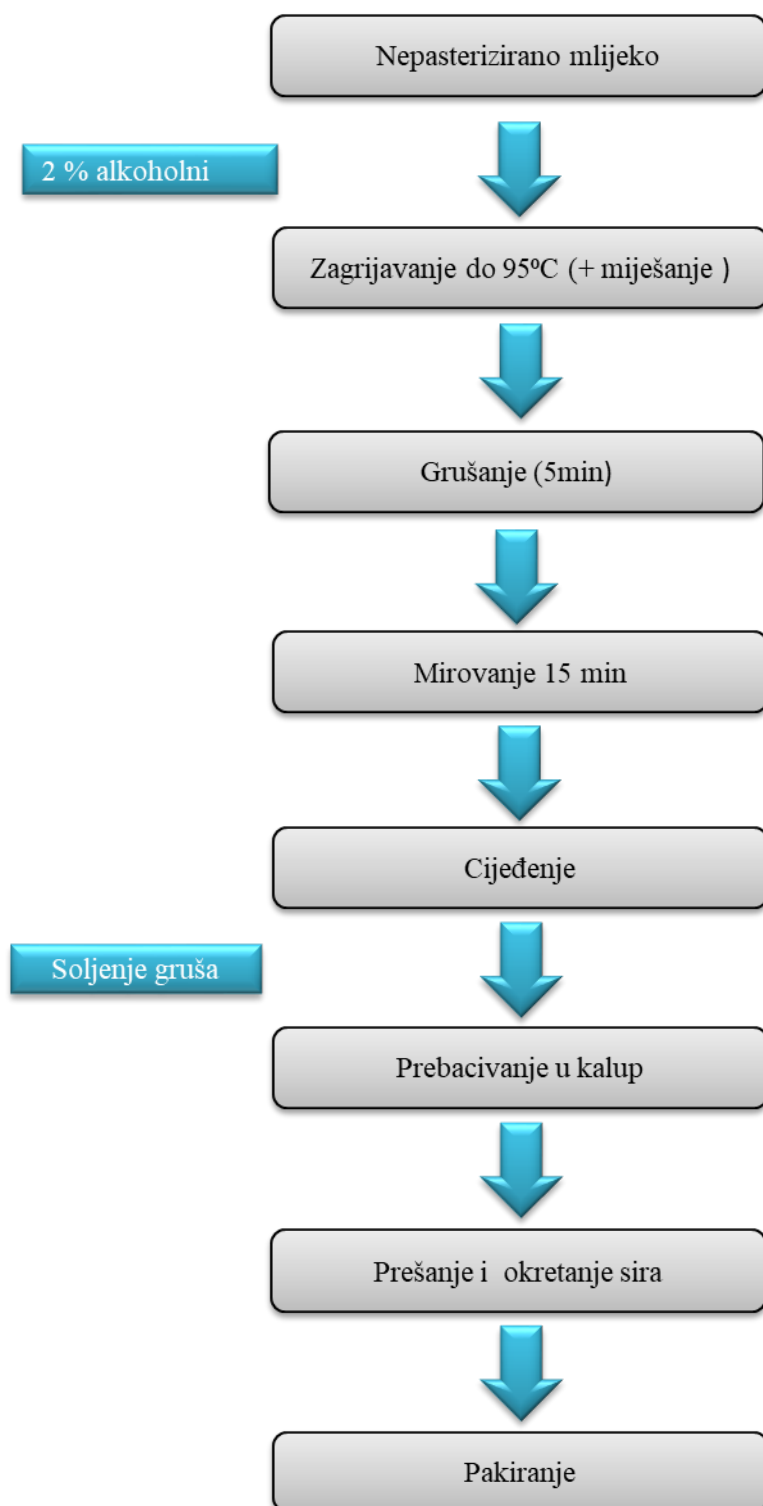 Nepasterizirano mlijeko
2 % alkoholni
Zagrijavanje do 95ºC (+ miješanje )
Grušanje (5min)
Mirovanje 15 min
Cijeđenje
Soljenje gruša
Prebacivanje u kalup
Prešanje i okretanje sira
Pakiranje